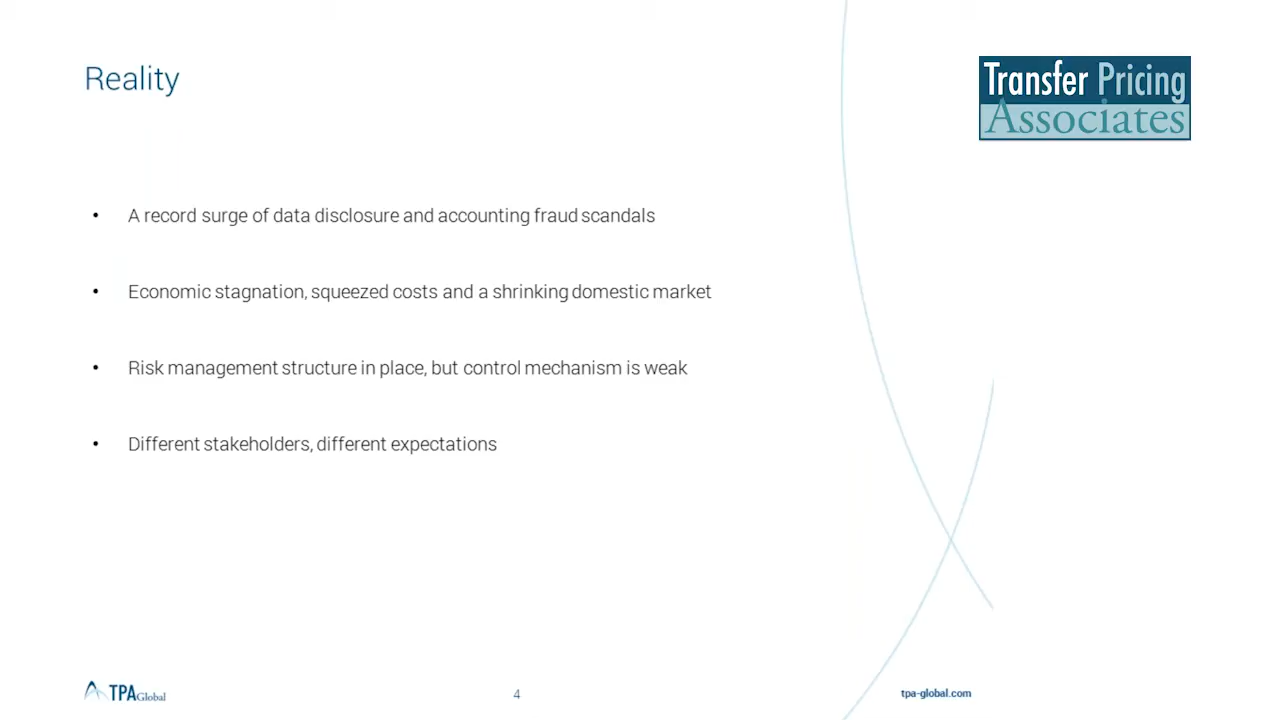 Reality
Transfer Pricing
Associates
• A record surge of data disclosure and accounting fraud scandals
• Economic stagnation, squeezed costs and a shrinking domestic market
• Risk management structure in place, but control mechanism is weak
• Different stakeholders, different expectations
TPA Global
4
tpa-global.com